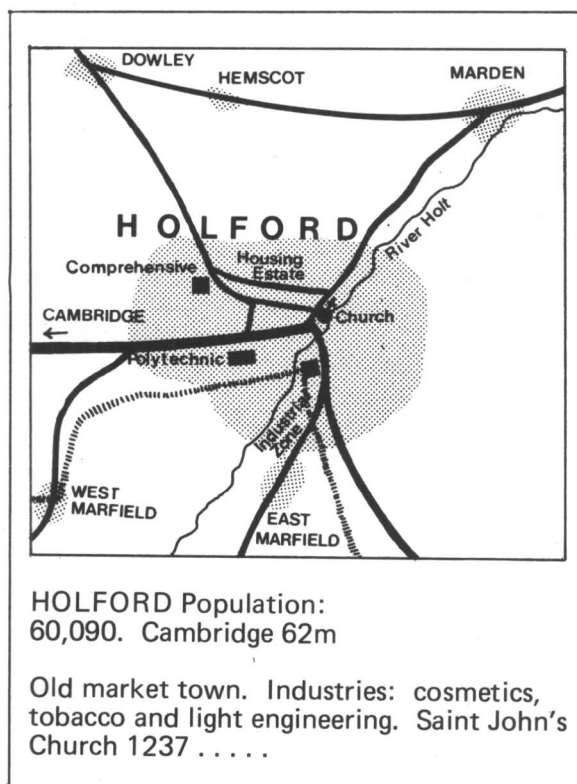 DOWLEY
HEMSCOT
MARDEN
HOLFORD
River Holt
Housing
Estate
Comprehensive
CAMBRIDGE
←
Church
Polytechnic
Industrial
Zone
WEST
MARFIELD
EAST
MARFIELD
HOLFORD Population:
60,090. Cambridge 62m
Old market town. Industries: cosmetics,
tobacco and light engineering. Saint John's
Church 1237 . . . . .